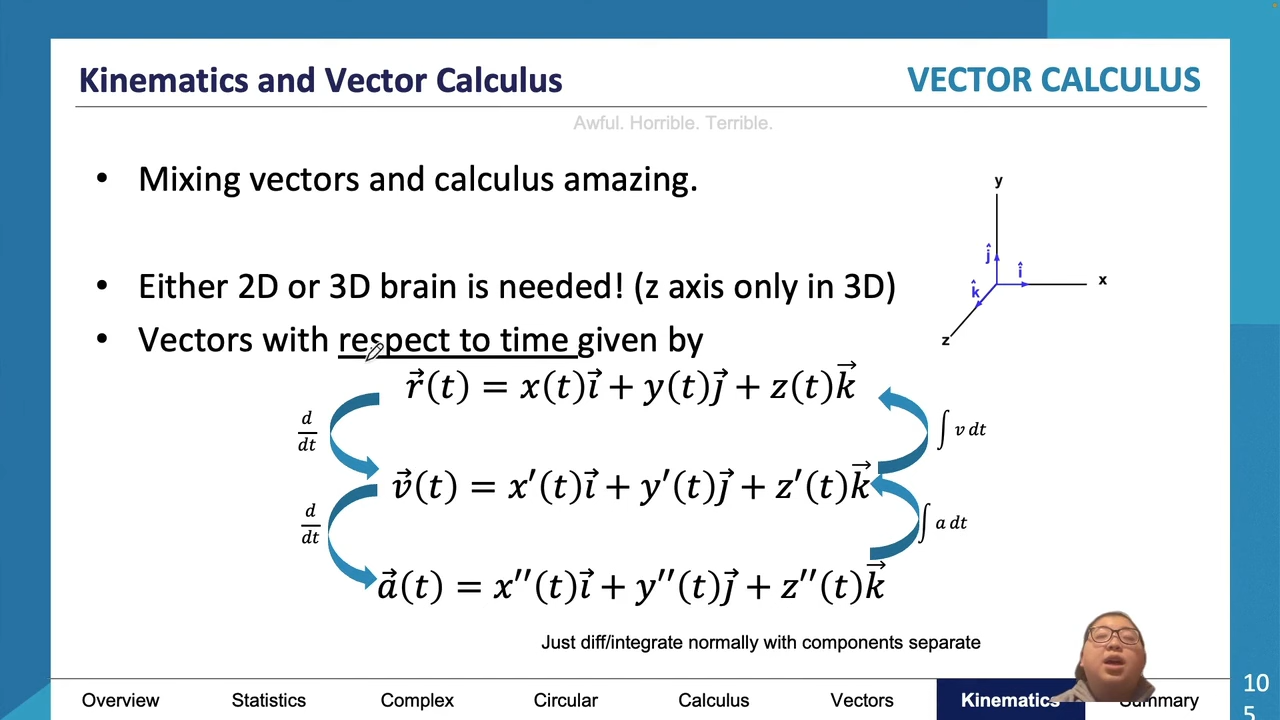 Kinematics and Vector Calculus
VECTOR CALCULUS
Awful. Horrible. Terrible.
• Mixing vectors and calculus amazing.
• Either 2D or 3D brain is needed! (z axis only in 3D)
• Vectors with respect to time given by
y
ĵ
î
x
k̂
z
r⃗(t) = x(t)i⃗ + y(t)j⃗ + z(t)k⃗
d/dt
∫ v dt
v⃗(t) = x′(t)i⃗ + y′(t)j⃗ + z′(t)k⃗
d/dt
∫ a dt
a⃗(t) = x′′(t)i⃗ + y′′(t)j⃗ + z′′(t)k⃗
Just diff/integrate normally with components separate
Overview Statistics Complex Circular Calculus Vectors Kinematics Summary
10
5